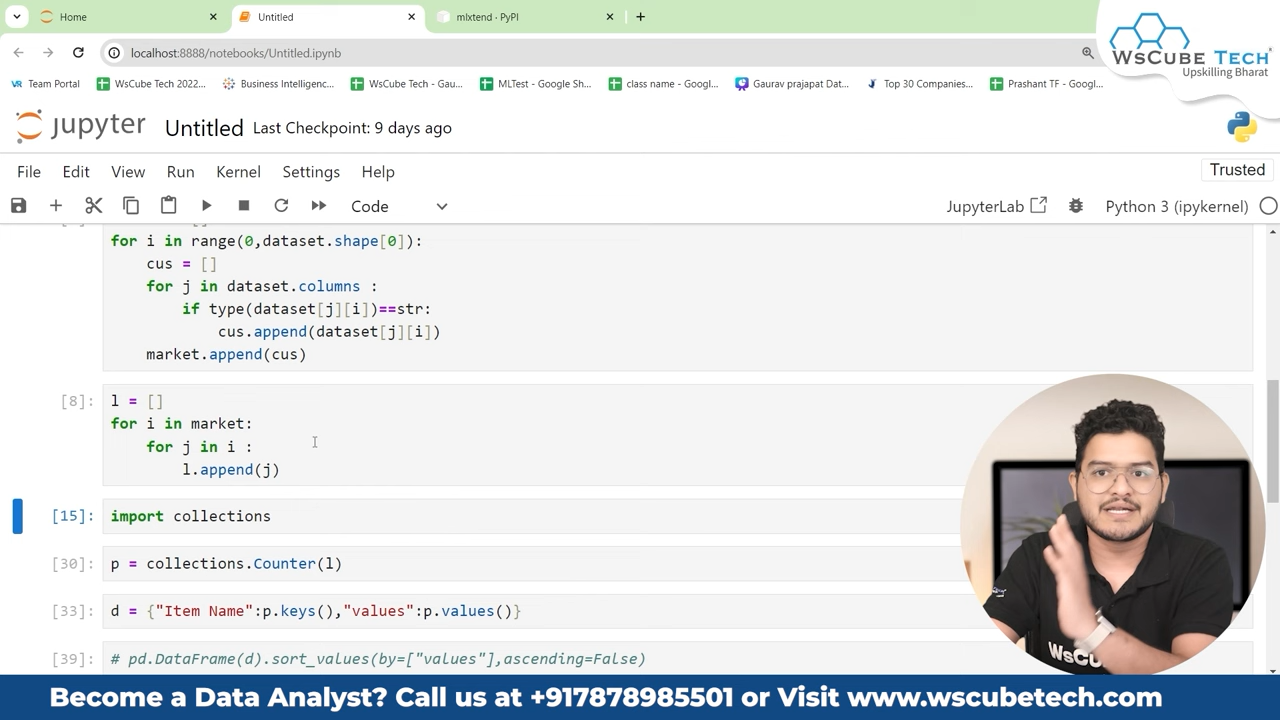 Home
Untitled
mlxtend · PyPI
localhost:8888/notebooks/Untitled.ipynb
WsCube Tech
Upskilling Bharat
Team Portal
WsCube Tech 2022...
Business Intelligenc...
WsCube Tech - Gau...
MLTest - Google Sh...
class name - Googl...
Gaurav prajapat Dat...
Top 30 Companies...
Prashant TF - Googl...
jupyter Untitled Last Checkpoint: 9 days ago
File Edit View Run Kernel Settings Help
Trusted
Code
JupyterLab
Python 3 (ipykernel)
for i in range(0,dataset.shape[0]):
cus = []
for j in dataset.columns :
if type(dataset[j][i])==str:
cus.append(dataset[j][i])
market.append(cus)
[8]: l = []
for i in market:
for j in i :
l.append(j)
[15]: import collections
[30]: p = collections.Counter(l)
[33]: d = {"Item Name":p.keys(),"values":p.values()}
[39]: # pd.DataFrame(d).sort_values(by=["values"],ascending=False)
Become a Data Analyst? Call us at +917878985501 or Visit www.wscubetech.com